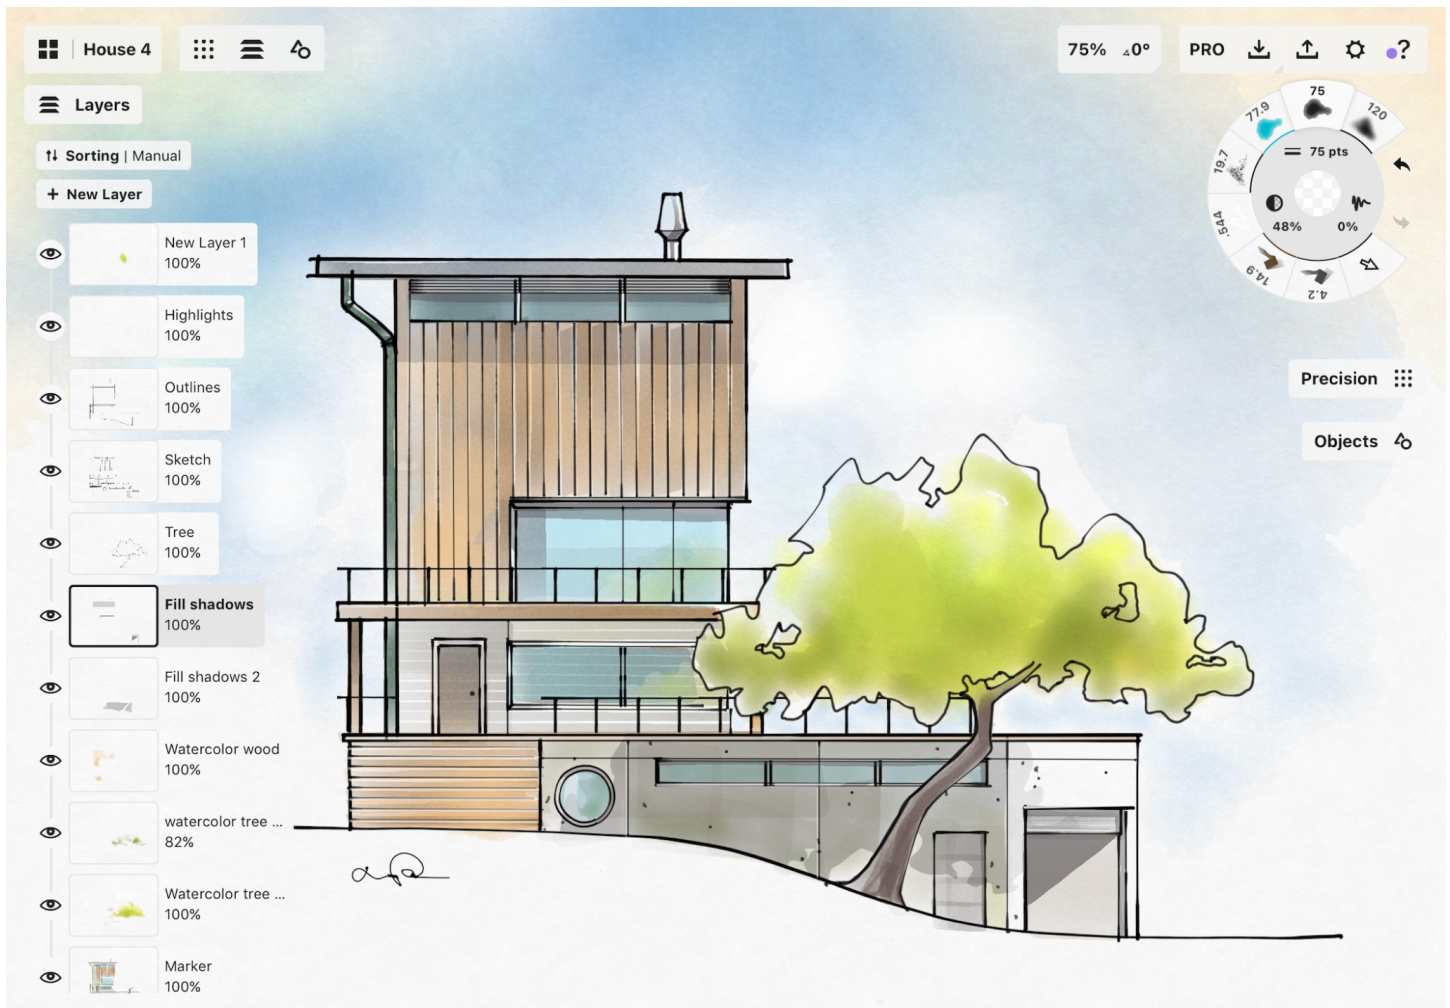 House 4
75% 0° PRO ?
Layers
Sorting | Manual
+ New Layer
New Layer 1
100%
Highlights
100%
Outlines
100%
Sketch
100%
Tree
100%
Fill shadows
100%
Fill shadows 2
100%
Watercolor wood
100%
watercolor tree ...
82%
Watercolor tree ...
100%
Marker
100%
75
120
77.9
19.7
.544
14.9
4.2
75 pts
48% 0%
Precision
Objects